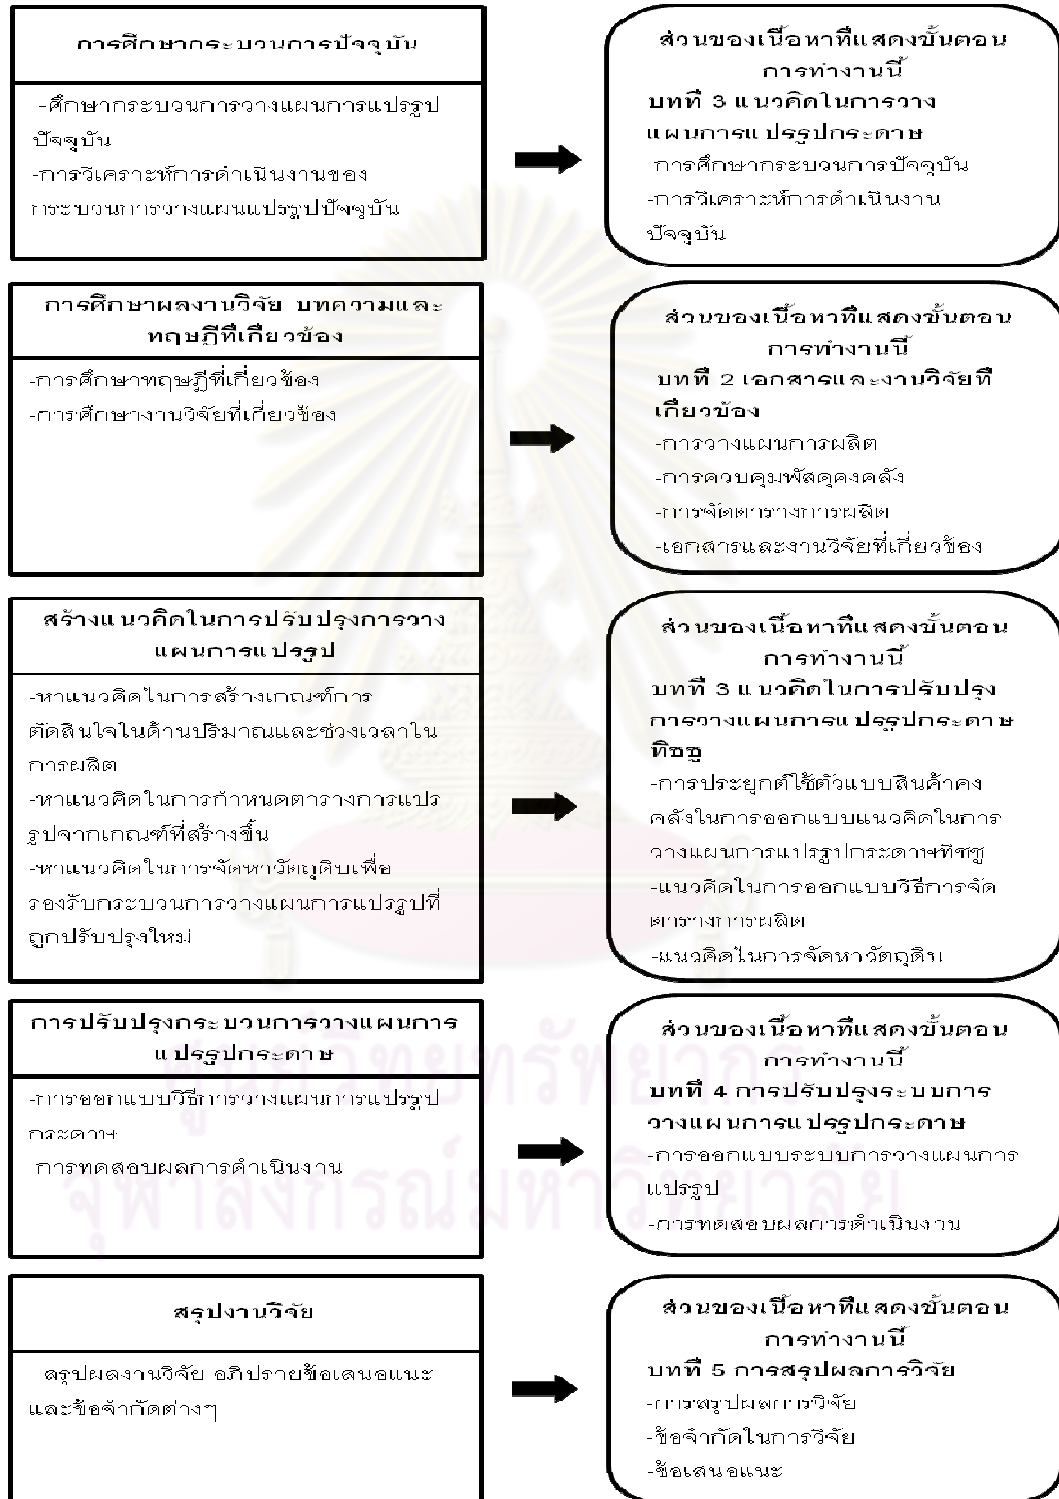 การศึกษากระบวนการปัจจุบัน
-ศึกษากระบวนการวางแผนการแปรรูป
ปัจจุบัน
-การวิเคราะห์การดำเนินงานของ
กระบวนการวางแผนแปรรูปปัจจุบัน
ส่วนของเนื้อหาที่แสดงขั้นตอน
การทำงานนี้
บทที่ 3 แนวคิดในการวาง
แผนการแปรรูปกระดาษ
การศึกษากระบวนการปัจจุบัน
-การวิเคราะห์การดำเนินงาน
ปัจจุบัน
การศึกษาผลงานวิจัย บทความและ
ทฤษฎีที่เกี่ยวข้อง
-การศึกษาทฤษฎีที่เกี่ยวข้อง
-การศึกษางานวิจัยที่เกี่ยวข้อง
ส่วนของเนื้อหาที่แสดงขั้นตอน
การทำงานนี้
บทที่ 2 เอกสารและงานวิจัยที่
เกี่ยวข้อง
-การวางแผนการผลิต
-การควบคุมพัสดุคงคลัง
-การจัดตารางการผลิต
-เอกสารและงานวิจัยที่เกี่ยวข้อง
สร้างแนวคิดในการปรับปรุงการวาง
แผนการแปรรูป
-หาแนวคิดในการสร้างเกณฑ์การ
ตัดสินใจในด้านปริมาณและช่วงเวลาใน
การผลิต
-หาแนวคิดในการกำหนดตารางการแปร
รูปจากเกณฑ์ที่สร้างขึ้น
-หาแนวคิดในการจัดหาวัตถุดิบเพื่อ
รองรับกระบวนการวางแผนการแปรรูปที่
ถูกปรับปรุงใหม่
ส่วนของเนื้อหาที่แสดงขั้นตอน
การทำงานนี้
บทที่ 3 แนวคิดในการปรับปรุง
การวางแผนการแปรรูปกระดาษ
ทิชชู
-การประยุกต์ใช้ตัวแบบสินค้าคง
คลังในการออกแบบแนวคิดในการ
วางแผนการแปรรูปกระดาษทิชชู
-แนวคิดในการออกแบบวิธีการจัด
ตารางการผลิต
-แนวคิดในการจัดหาวัตถุดิบ
การปรับปรุงกระบวนการวางแผนการ
แปรรูปกระดาษ
-การออกแบบวิธีการวางแผนการแปรรูป
กระดาษ
การทดสอบผลการดำเนินงาน
ส่วนของเนื้อหาที่แสดงขั้นตอน
การทำงานนี้
บทที่ 4 การปรับปรุงระบบการ
วางแผนการแปรรูปกระดาษ
-การออกแบบระบบการวางแผนการ
แปรรูป
-การทดสอบผลการดำเนินงาน
ศูนย์วิทยทรัพยากร
จุฬาลงกรณ์มหาวิทยาลัย
สรุปงานวิจัย
สรุปผลงานวิจัย อภิปรายข้อเสนอแนะ
และข้อจำกัดต่างๆ
ส่วนของเนื้อหาที่แสดงขั้นตอน
การทำงานนี้
บทที่ 5 การสรุปผลการวิจัย
-การสรุปผลการวิจัย
-ข้อจำกัดในการวิจัย
-ข้อเสนอแนะ